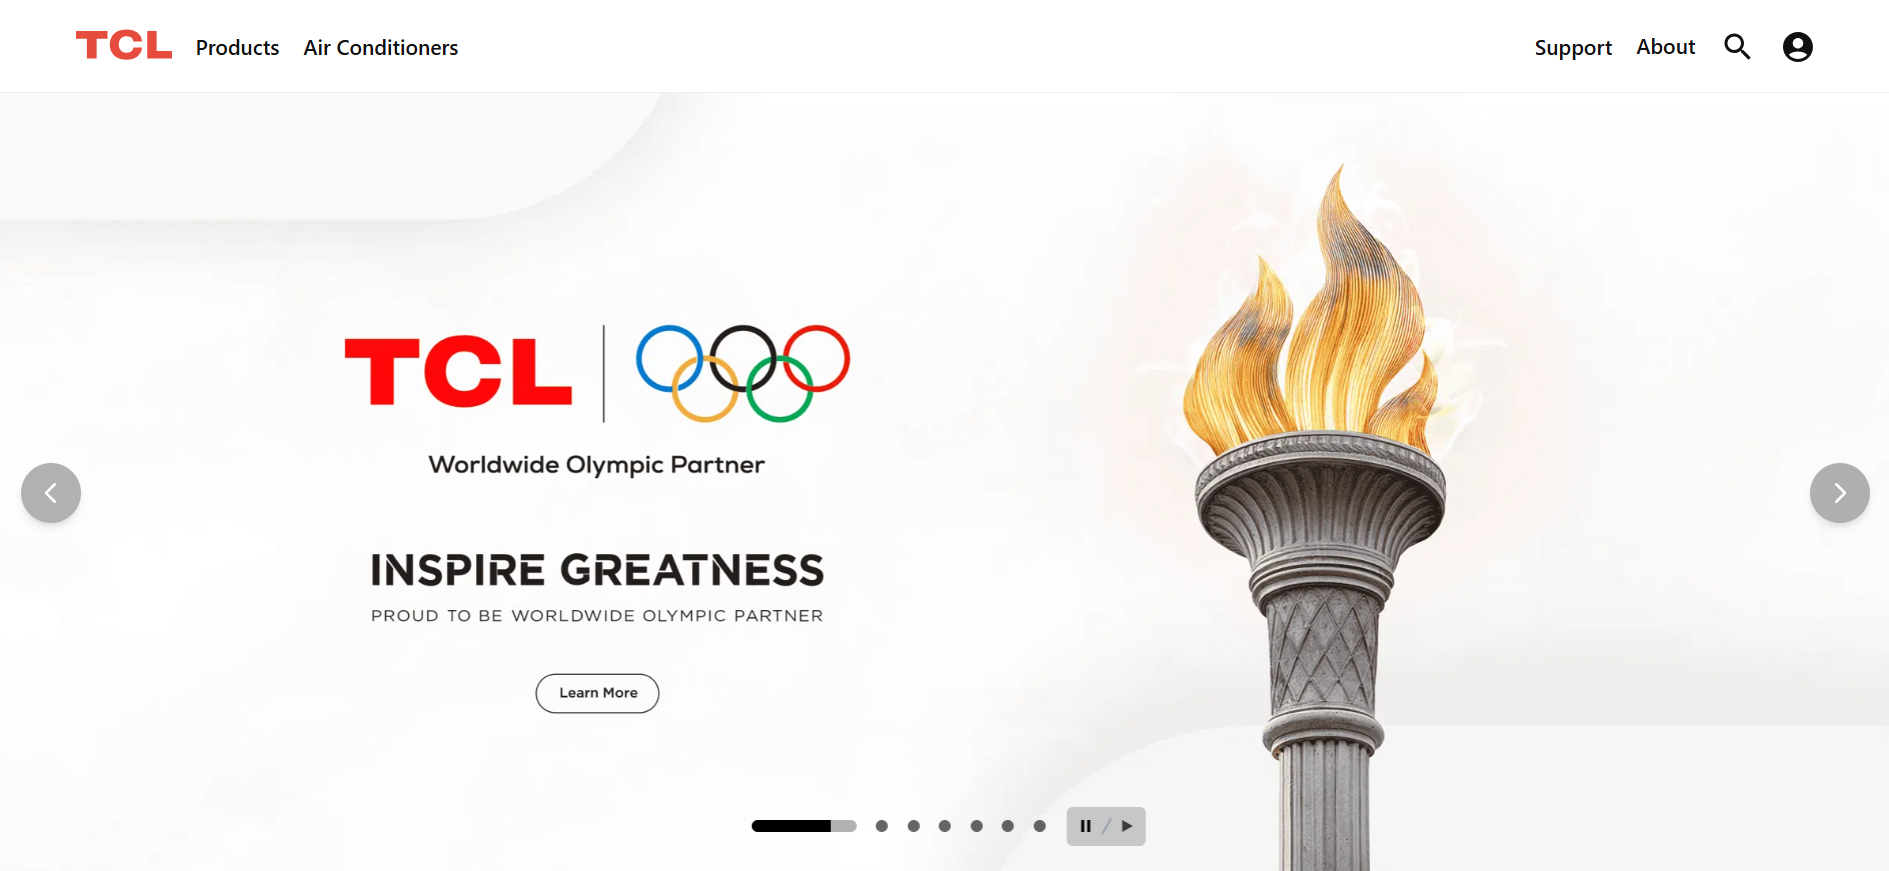 TCL Products Air Conditioners Support About
TCL
Worldwide Olympic Partner
INSPIRE GREATNESS
PROUD TO BE WORLDWIDE OLYMPIC PARTNER
Learn More